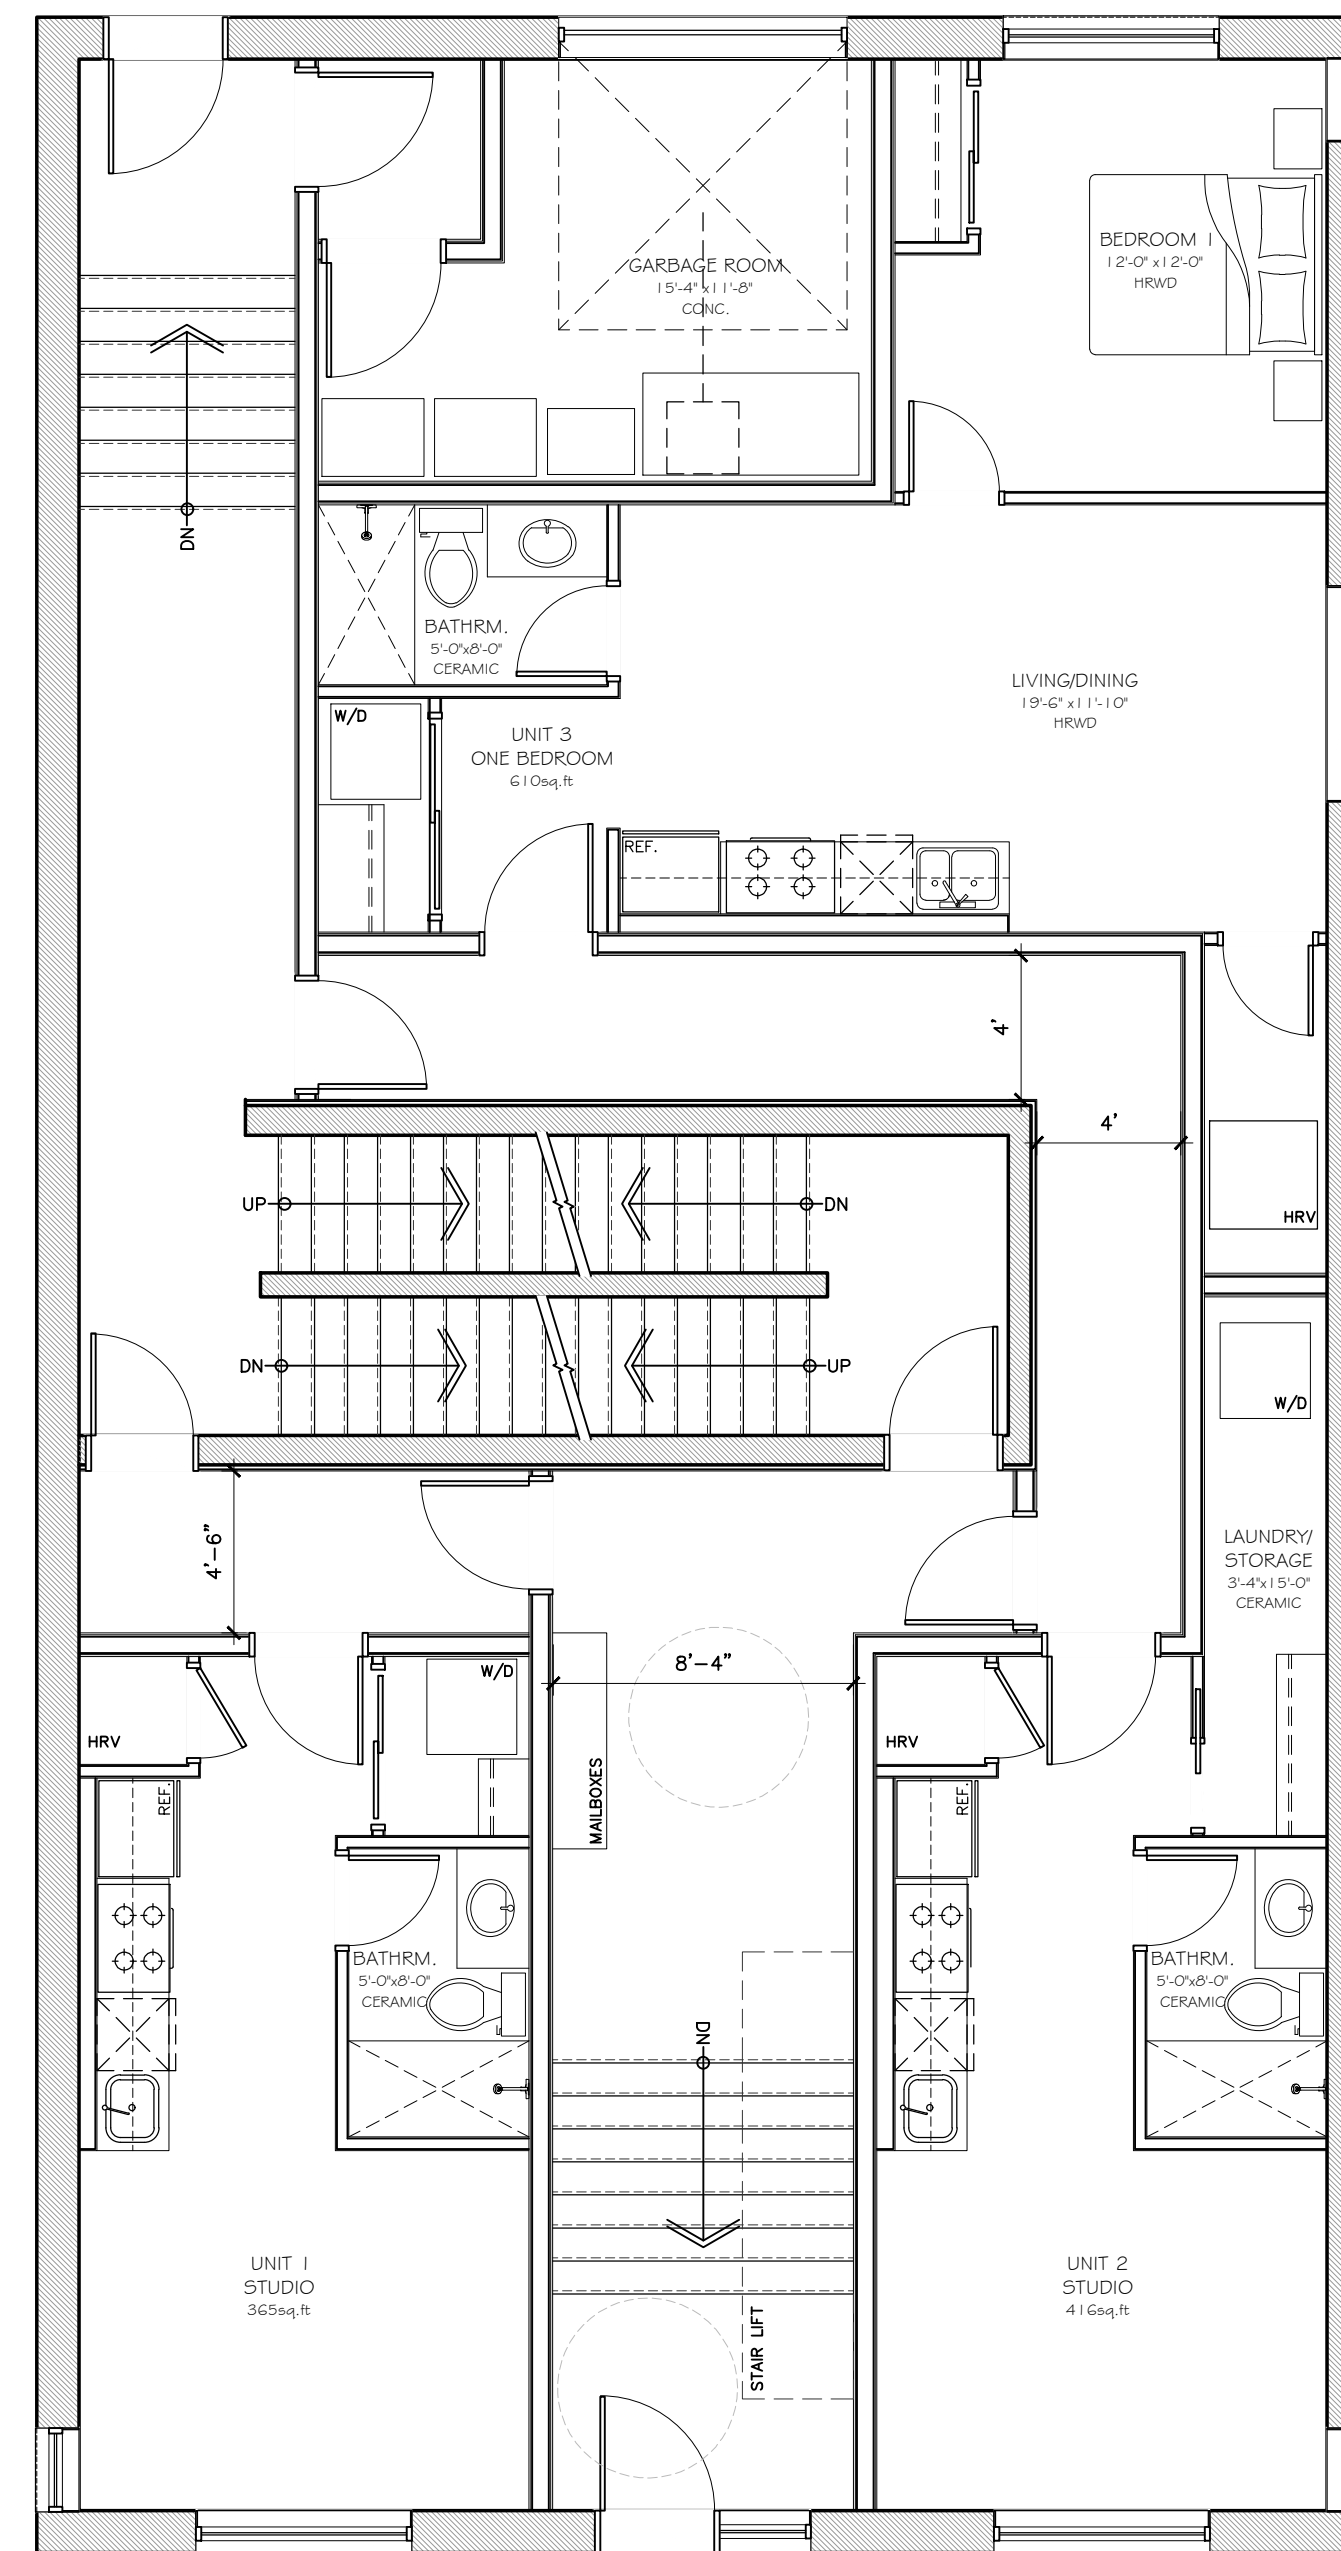 GARBAGE ROOM
15'-4" x11'-8"
CONC.
BEDROOM 1
12'-0" x12'-0"
HRWD
DN
BATHRM.
5'-0"x8'-0"
CERAMIC
LIVING/DINING
19'-6" x11'-10"
HRWD
W/D
UNIT 3
ONE BEDROOM
610sq.ft
REF.
4'
4'
UP
DN
HRV
DN
UP
W/D
4'-6"
LAUNDRY/
STORAGE
3'-4"x15'-0"
CERAMIC
8'-4"
W/D
HRV
HRV
MAILBOXES
REF.
REF.
BATHRM.
5'-0"x8'-0"
CERAMIC
BATHRM.
5'-0"x8'-0"
CERAMIC
DN
UNIT 1
STUDIO
365sq.ft
UNIT 2
STUDIO
416sq.ft
STAIR LIFT